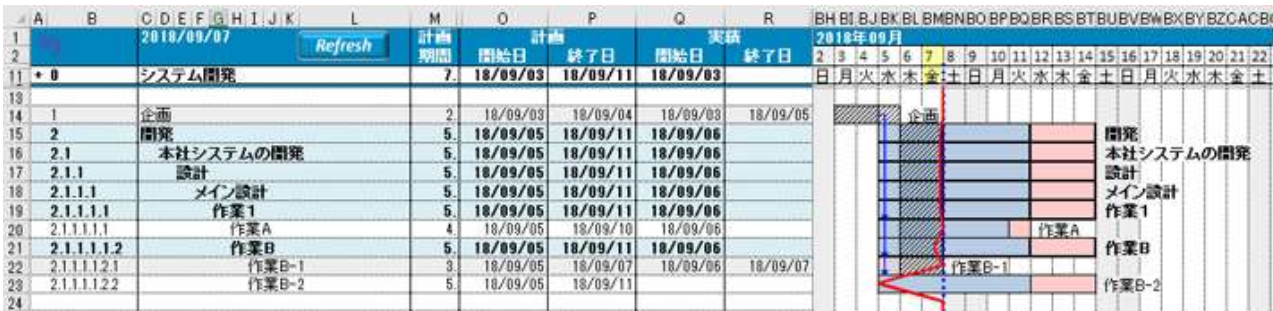 A B C D E F G H I J K L M O P Q R BH BI BJ BK BL BM BN BO BP BQ BR BS BT BU BV BW BX BY BZ CA CB
1 2018/09/07 Refresh 計画 計画 実績 2018年09月
2 期間 開始日 終了日 開始日 終了日 2 3 4 5 6 7 8 9 10 11 12 13 14 15 16 17 18 19 20 21 22
11 + 0 システム開発 7. 18/09/03 18/09/11 18/09/03 日 月 火 水 木 金 土 日 月 火 水 木 金 土 日 月 火 水 木 金 土
13
14 1 企画 2. 18/09/03 18/09/04 18/09/03 18/09/05 企画
15 2 開発 5. 18/09/05 18/09/11 18/09/06 開発
16 2.1 本社システムの開発 5. 18/09/05 18/09/11 18/09/06 本社システムの開発
17 2.1.1 設計 5. 18/09/05 18/09/11 18/09/06 設計
18 2.1.1.1 メイン設計 5. 18/09/05 18/09/11 18/09/06 メイン設計
19 2.1.1.1.1 作業1 5. 18/09/05 18/09/11 18/09/06 作業1
20 2.1.1.1.1.1 作業A 4. 18/09/05 18/09/10 18/09/06 作業A
21 2.1.1.1.1.2 作業B 5. 18/09/05 18/09/11 18/09/06 作業B
22 2.1.1.1.1.2.1 作業B-1 3. 18/09/05 18/09/07 18/09/06 18/09/07 作業B-1
23 2.1.1.1.1.2.2 作業B-2 5. 18/09/05 18/09/11 作業B-2
24